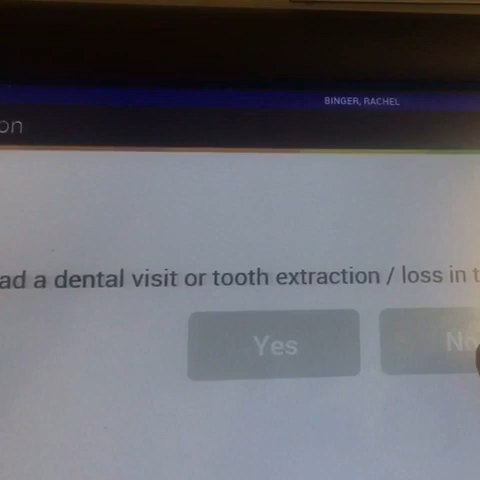 BINGER, RACHEL
on
ad a dental visit or tooth extraction / loss in t
Yes
No